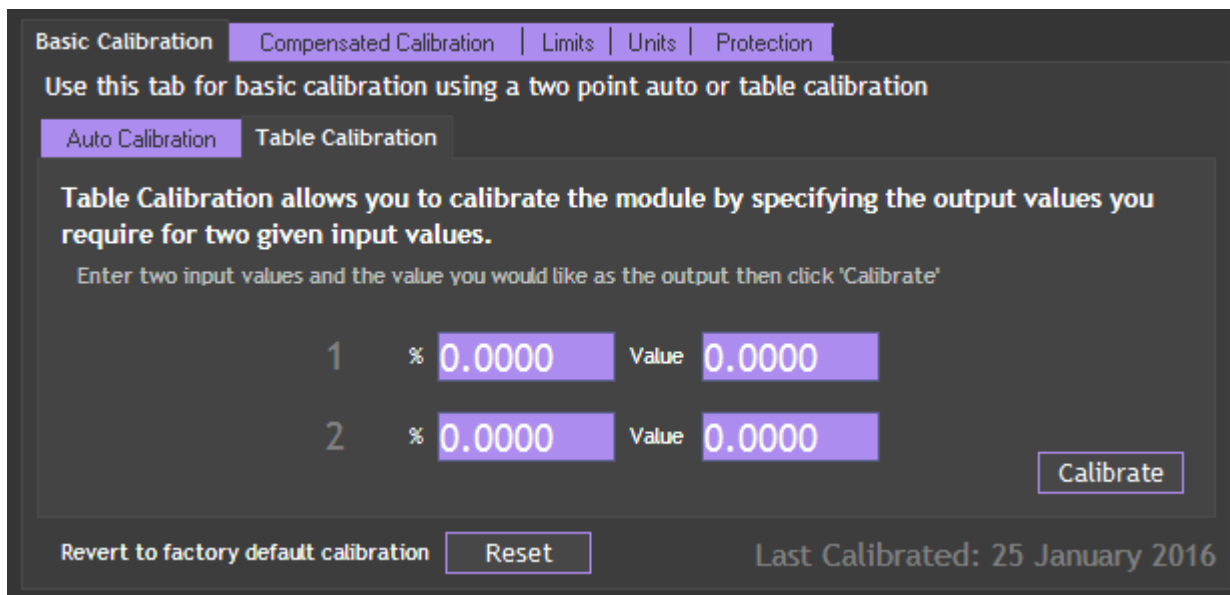 Basic Calibration Compensated Calibration Limits Units Protection
Use this tab for basic calibration using a two point auto or table calibration
Auto Calibration Table Calibration
Table Calibration allows you to calibrate the module by specifying the output values you
require for two given input values.
Enter two input values and the value you would like as the output then click 'Calibrate'
1 % 0.0000 Value 0.0000
2 % 0.0000 Value 0.0000
Calibrate
Revert to factory default calibration Reset Last Calibrated: 25 January 2016